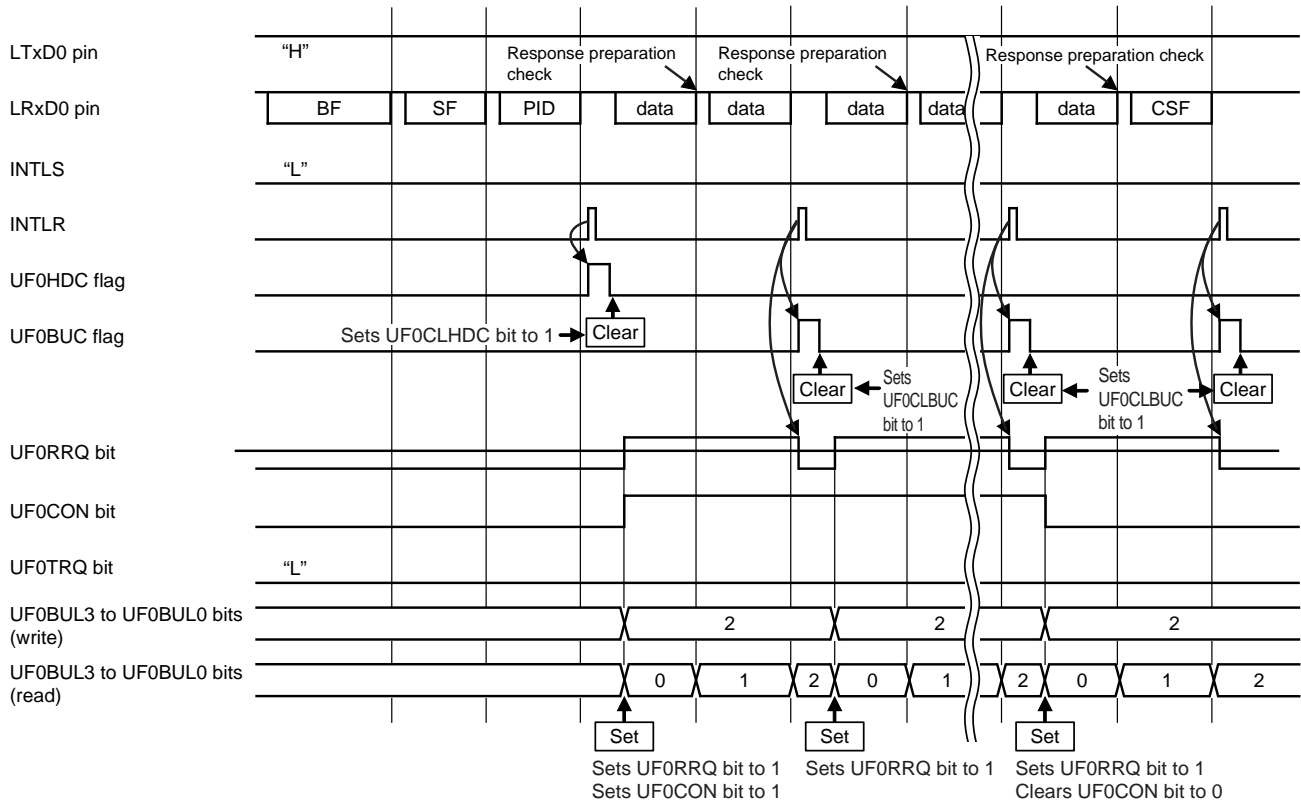 LTxD0 pin
“H”
Response preparation
check
Response preparation
check
Response preparation check
LRxD0 pin
BF
SF
PID
data
data
data
data
data
CSF
INTLS
“L”
INTLR
UF0HDC flag
UF0BUC flag
Sets UF0CLHDC bit to 1
Clear
Clear
Sets
UF0CLBUC
bit to 1
Clear
Sets
UF0CLBUC
bit to 1
Clear
UF0RRQ bit
UF0CON bit
UF0TRQ bit
“L”
UF0BUL3 to UF0BUL0 bits
(write)
2
2
2
UF0BUL3 to UF0BUL0 bits
(read)
0
1
2
0
1
2
0
1
2
Set
Set
Set
Sets UF0RRQ bit to 1
Sets UF0CON bit to 1
Sets UF0RRQ bit to 1
Sets UF0RRQ bit to 1
Clears UF0CON bit to 0